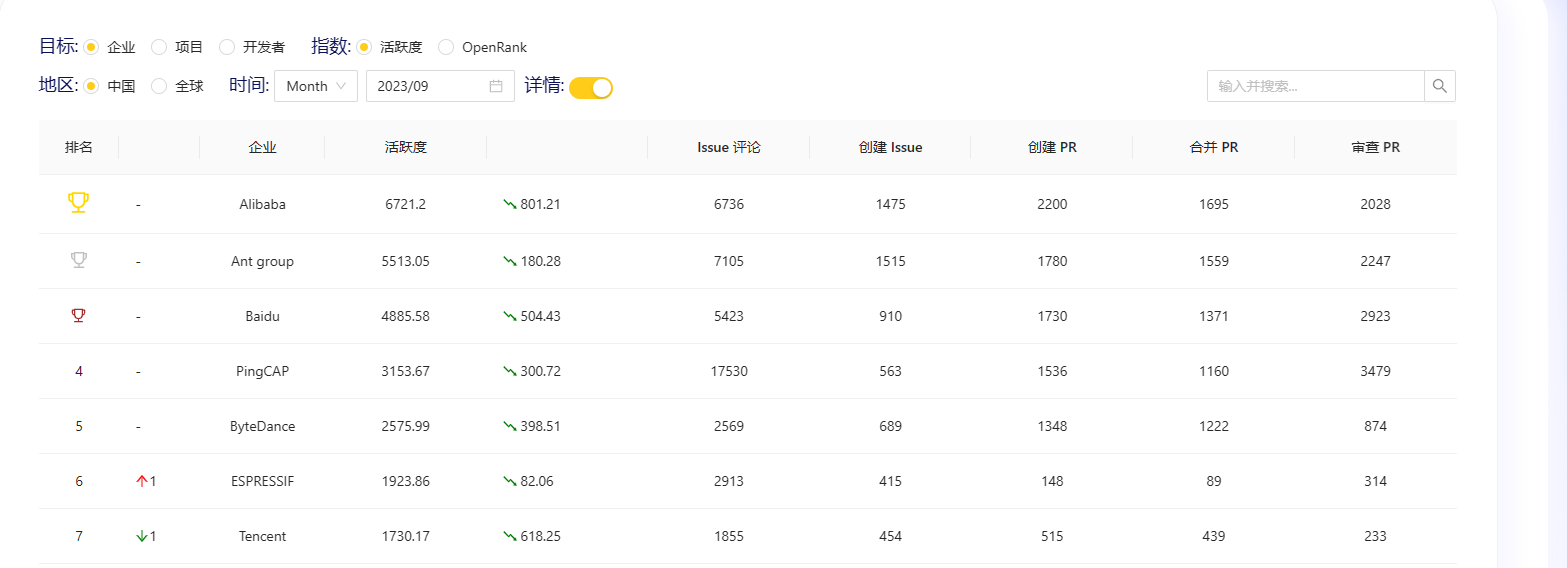 目标: 企业 项目 开发者 指数: 活跃度 OpenRank
地区: 中国 全球 时间: Month 2023/09 详情: 输入并搜索...
排名 企业 活跃度 Issue 评论 创建 Issue 创建 PR 合并 PR 审查 PR
- Alibaba 6721.2 801.21 6736 1475 2200 1695 2028
- Ant group 5513.05 180.28 7105 1515 1780 1559 2247
- Baidu 4885.58 504.43 5423 910 1730 1371 2923
4 - PingCAP 3153.67 300.72 17530 563 1536 1160 3479
5 - ByteDance 2575.99 398.51 2569 689 1348 1222 874
6 1 ESPRESSIF 1923.86 82.06 2913 415 148 89 314
7 1 Tencent 1730.17 618.25 1855 454 515 439 233